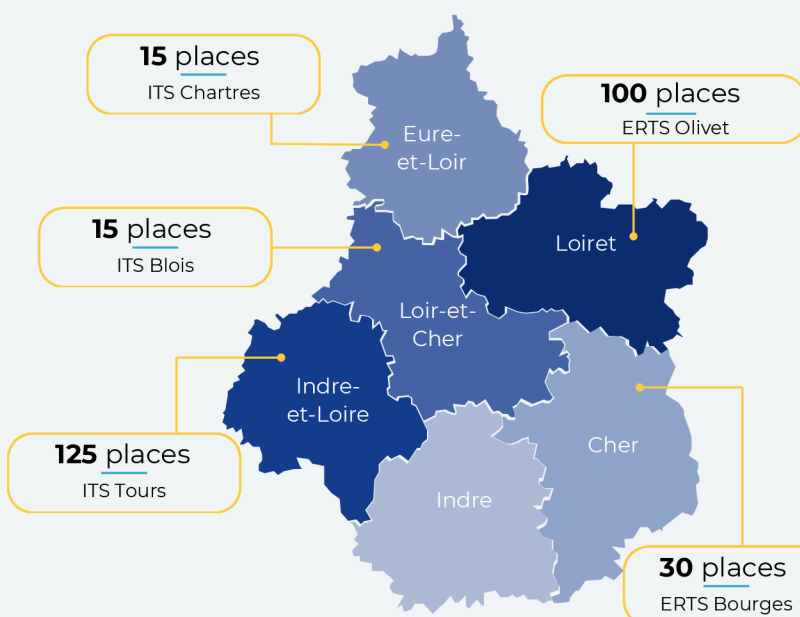 15 places
ITS Chartres
100 places
ERTS Olivet
Eure-
et-Loir
15 places
ITS Blois
Loiret
Loir-et-
Cher
Indre-
et-Loire
125 places
ITS Tours
Cher
Indre
30 places
ERTS Bourges